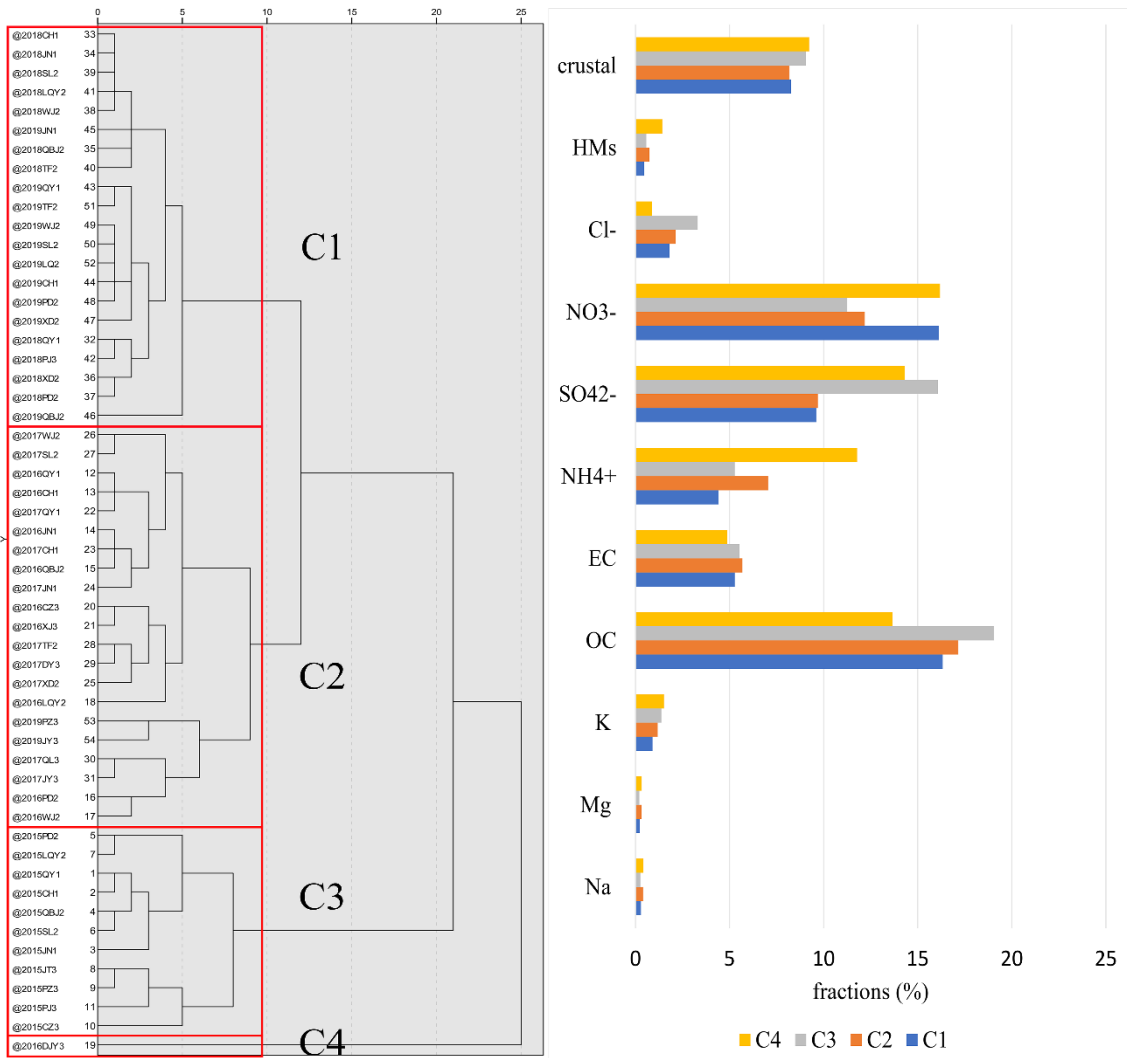 0 5 10 15 20 25
@2018CH1 33
@2018JN1 34
@2018SL2 39
@2018LQY2 41
@2018WJ2 38
@2019JN1 45
@2018QBJ2 35
@2018TF2 40
@2019QY1 43
@2019TF2 51
@2019WJ2 49
@2019SL2 50
@2019LQ2 52
@2019CH1 44
@2019PD2 48
@2019XD2 47
@2018QY1 32
@2018PJ3 42
@2018XD2 36
@2018PD2 37
@2019QBJ2 46
C1
@2017WJ2 26
@2017SL2 27
@2016QY1 12
@2016CH1 13
@2017QY1 22
@2016JN1 14
@2017CH1 23
@2016QBJ2 15
@2017JN1 24
@2016CZ3 20
@2016XJ3 21
@2017TF2 28
@2017DY3 29
@2017XD2 25
@2016LQY2 18
@2019PZ3 53
@2019JY3 54
@2017QL3 30
@2017JY3 31
@2016PD2 16
@2016WJ2 17
C2
Y
@2015PD2 5
@2015LQY2 7
@2015QY1 1
@2015CH1 2
@2015QBJ2 4
@2015SL2 6
@2015JN1 3
@2015JT3 8
@2015PZ3 9
@2015PJ3 11
@2015CZ3 10
C3
@2016DJY3 19
C4
crustal
HMs
Cl-
NO3-
SO42-
NH4+
EC
OC
K
Mg
Na
0 5 10 15 20 25
fractions (%)
C4 C3 C2 C1